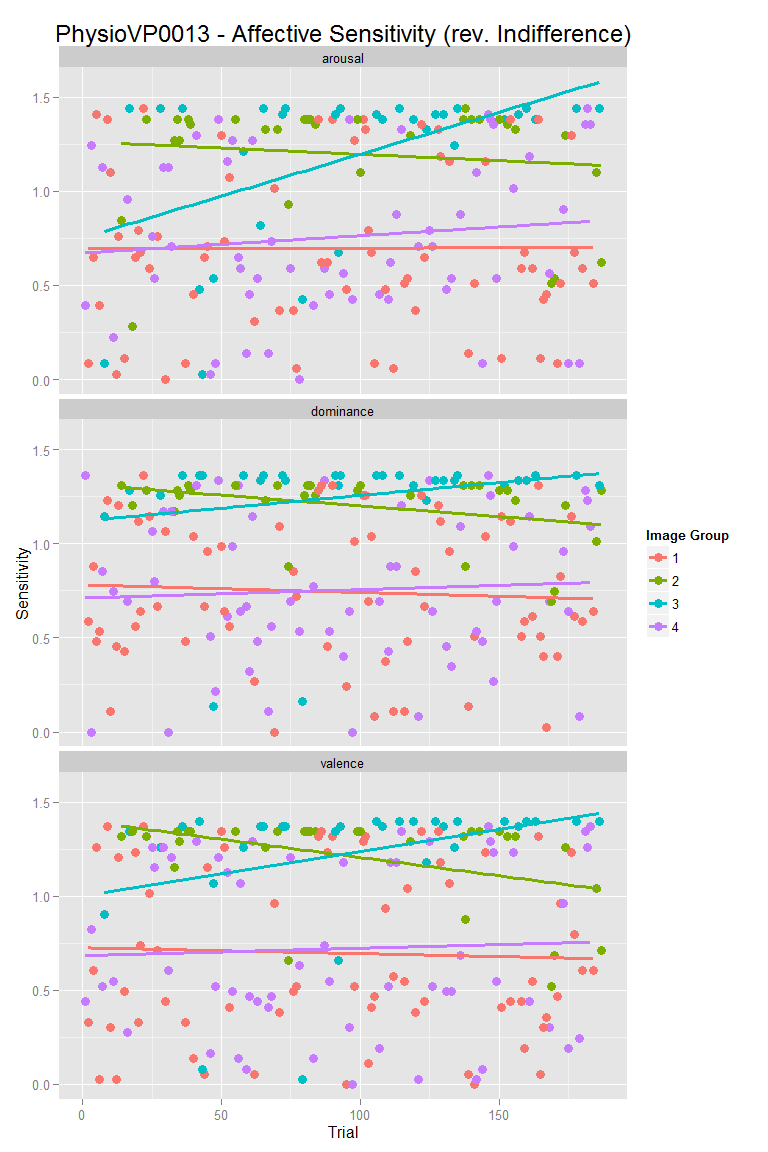 PhysioVP0013 - Affective Sensitivity (rev. Indifference)
arousal
1.5
1.0
0.5
0.0
dominance
1.5
1.0
0.5
0.0
valence
1.5
1.0
0.5
0.0
0 50 100 150
Trial
Sensitivity
Image Group
1
2
3
4